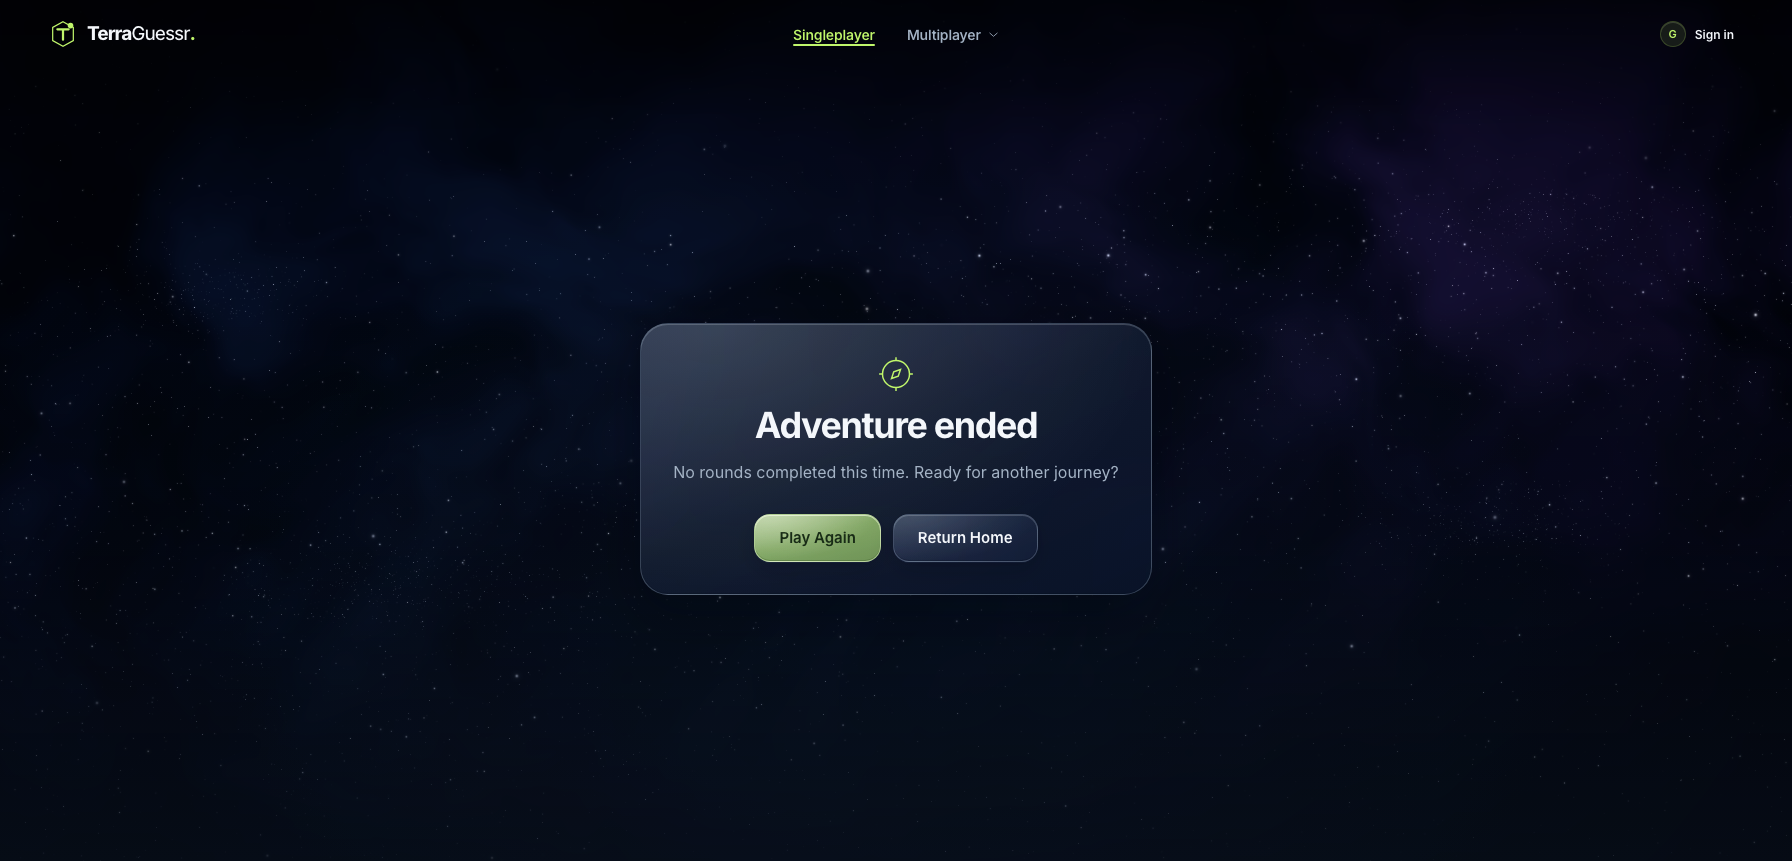 TerraGuessr.
Singleplayer
Multiplayer
G
Sign in
Adventure ended
No rounds completed this time. Ready for another journey?
Play Again
Return Home